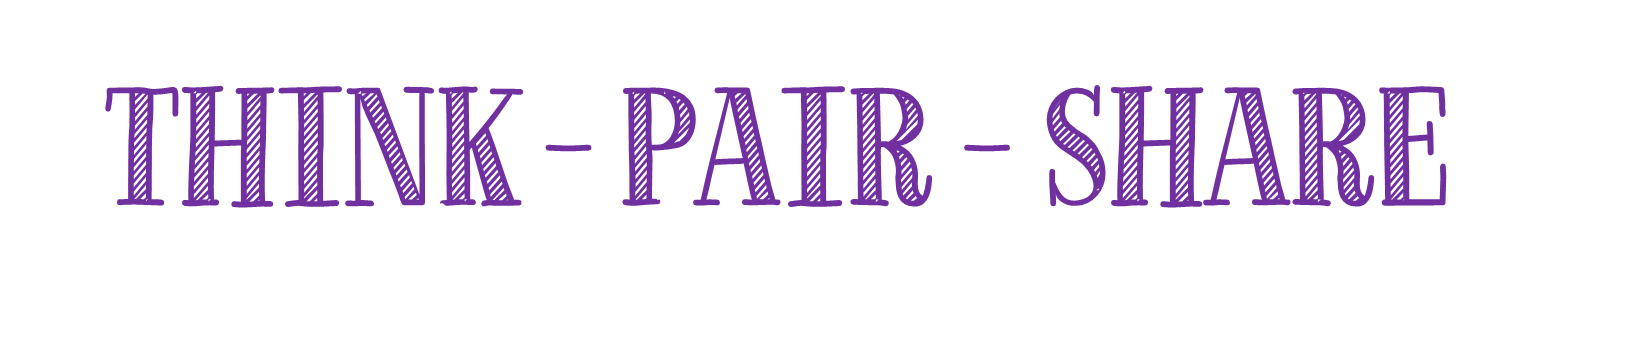 THINK – PAIR – SHARE